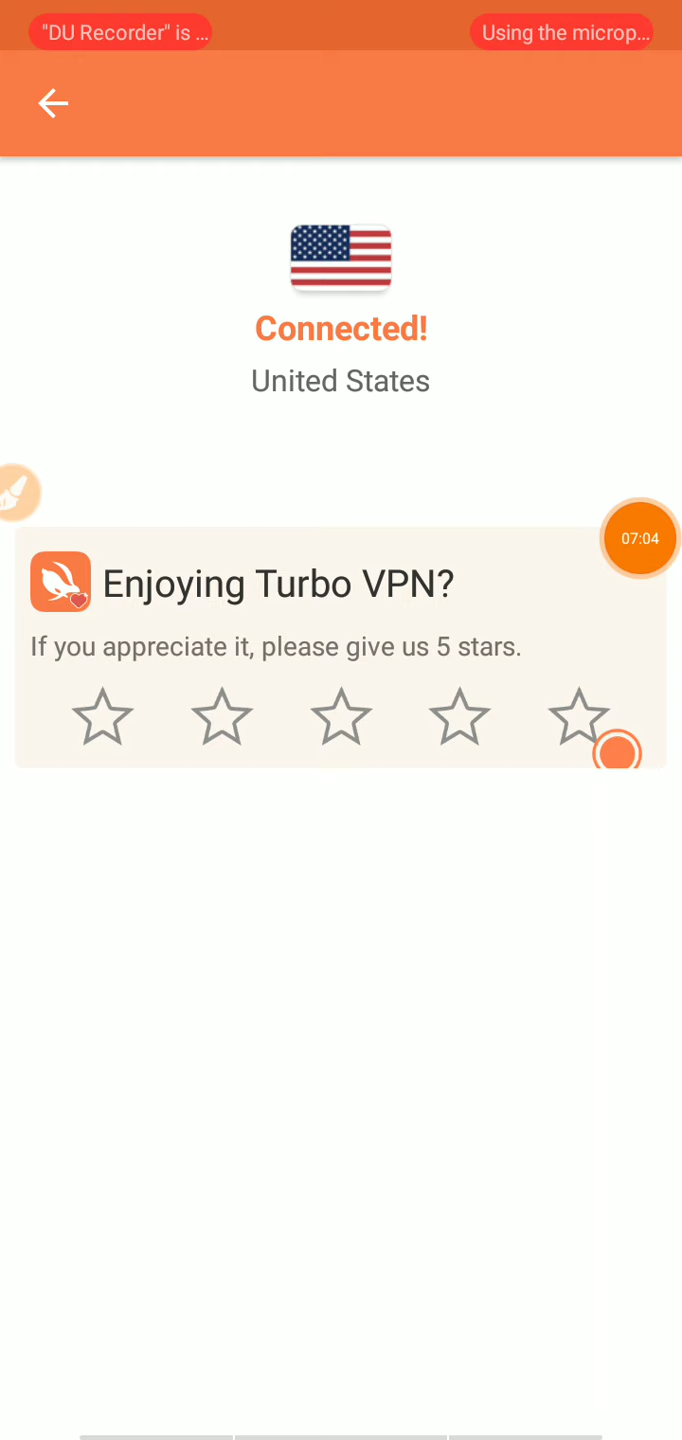 "DU Recorder" is ...
Using the microp...
Connected!
United States
07:04
Enjoying Turbo VPN?
If you appreciate it, please give us 5 stars.